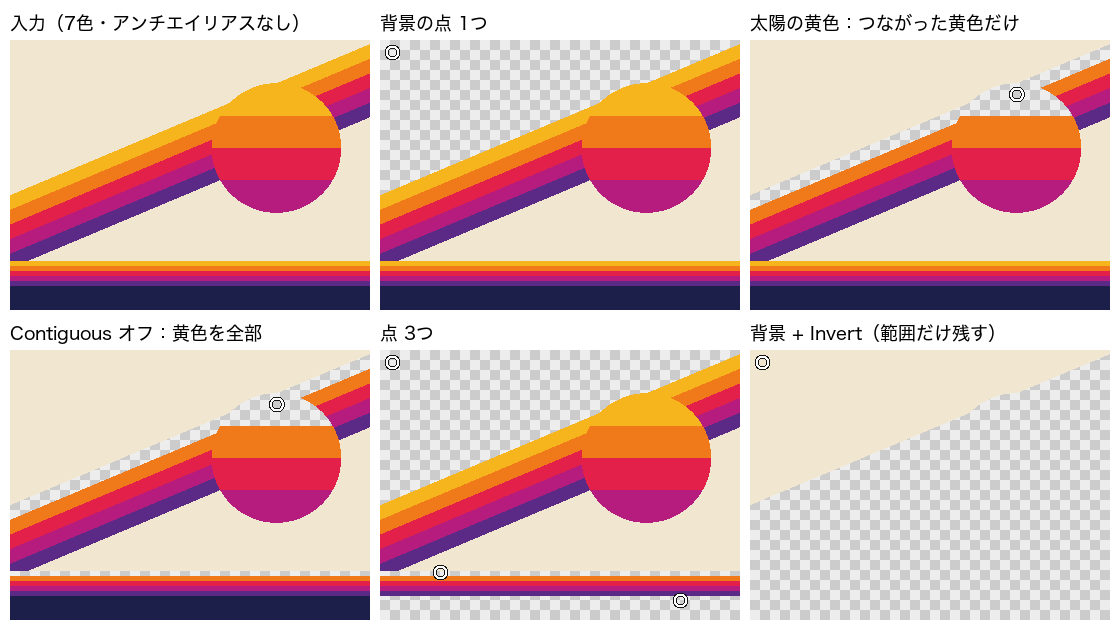 入力（7色・アンチエイリアスなし）
背景の点 1つ
太陽の黄色：つながった黄色だけ
Contiguous オフ：黄色を全部
点 3つ
背景 + Invert（範囲だけ残す）